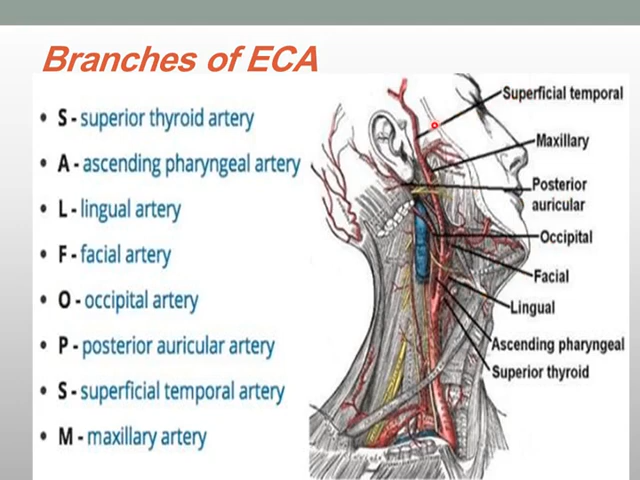 Branches of ECA
• S - superior thyroid artery
• A - ascending pharyngeal artery
• L - lingual artery
• F - facial artery
• O - occipital artery
• P - posterior auricular artery
• S - superficial temporal artery
• M - maxillary artery
Superficial temporal
Maxillary
Posterior
auricular
Occipital
Facial
Lingual
Ascending pharyngeal
Superior thyroid